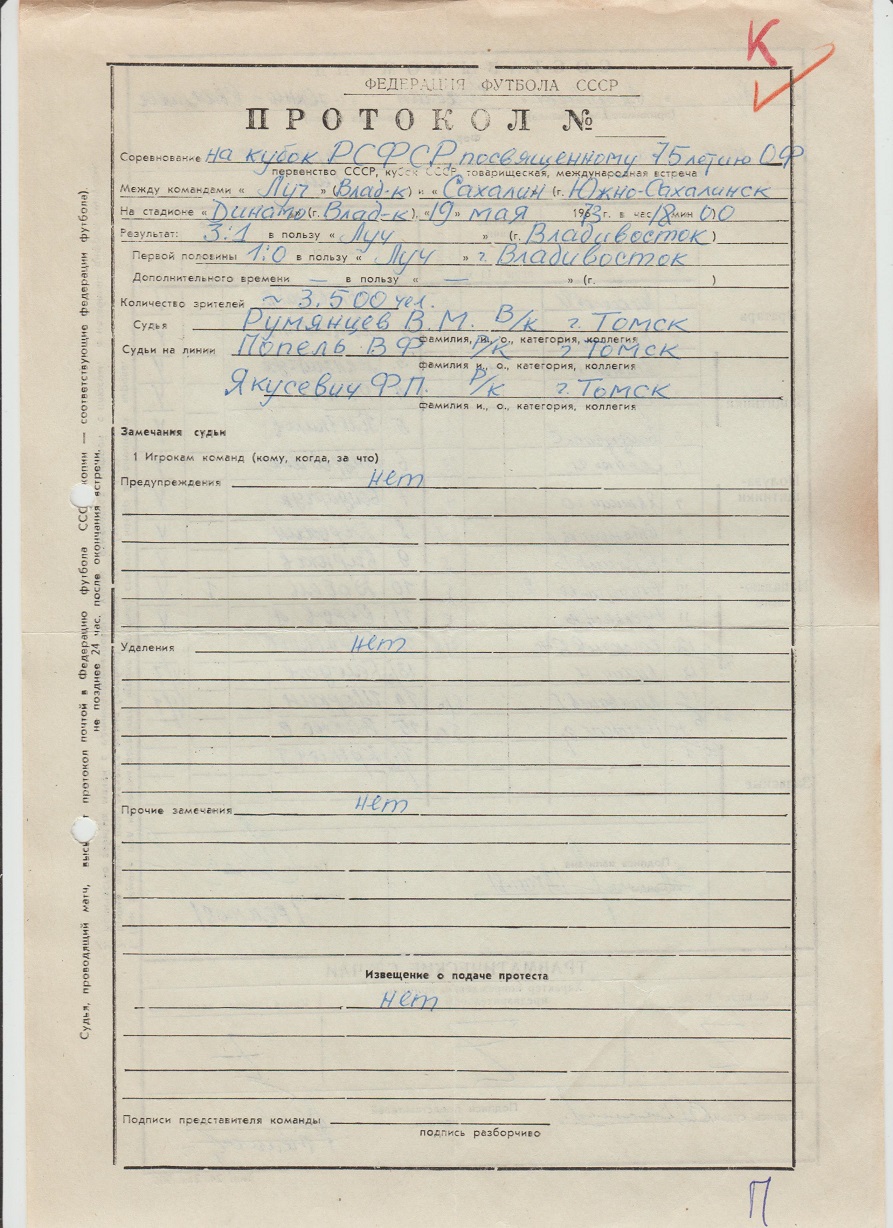 К
ФЕДЕРАЦИЯ ФУТБОЛА СССР
ПРОТОКОЛ №
Соревнование на кубок РСФСР, посвященному 75летию ОФ
первенство СССР, кубок СССР, товарищеская, международная встреча
Между командами « Луч » (Влад-к) и « Сахалин (г. Южно-Сахалинск
На стадионе « Динамо» (г. Влад-к), «19» мая 1973 г. в час 18 мин 00
Результат: 3:1 в пользу « Луч » (г. Владивосток)
Первой половины 1:0 в пользу « Луч » г. Владивосток
Дополнительного времени — в пользу « — » (г. )
Количество зрителей ~ 3.500 чел.
Судья Румянцев В.М. В/к г. Томск
фамилия, и., о., категория, коллегия
Судьи на линии Попель В.Ф. Р/к г. Томск
фамилия и., о., категория, коллегия
Якусевич Ф.П. Р/к г. Томск
фамилия и., о., категория, коллегия
Замечания судьи
1 Игрокам команд (кому, когда, за что)
Предупреждения нет
Удаления нет
Прочие замечания нет
Извещение о подаче протеста
нет
Подписи представителя команды
подпись разборчиво
П
Судья, проводящий матч, протокол почтой в Федерацию футбола СССР копии — соответствующие федерации футбола).
не позднее 24 час. после окончания встречи.